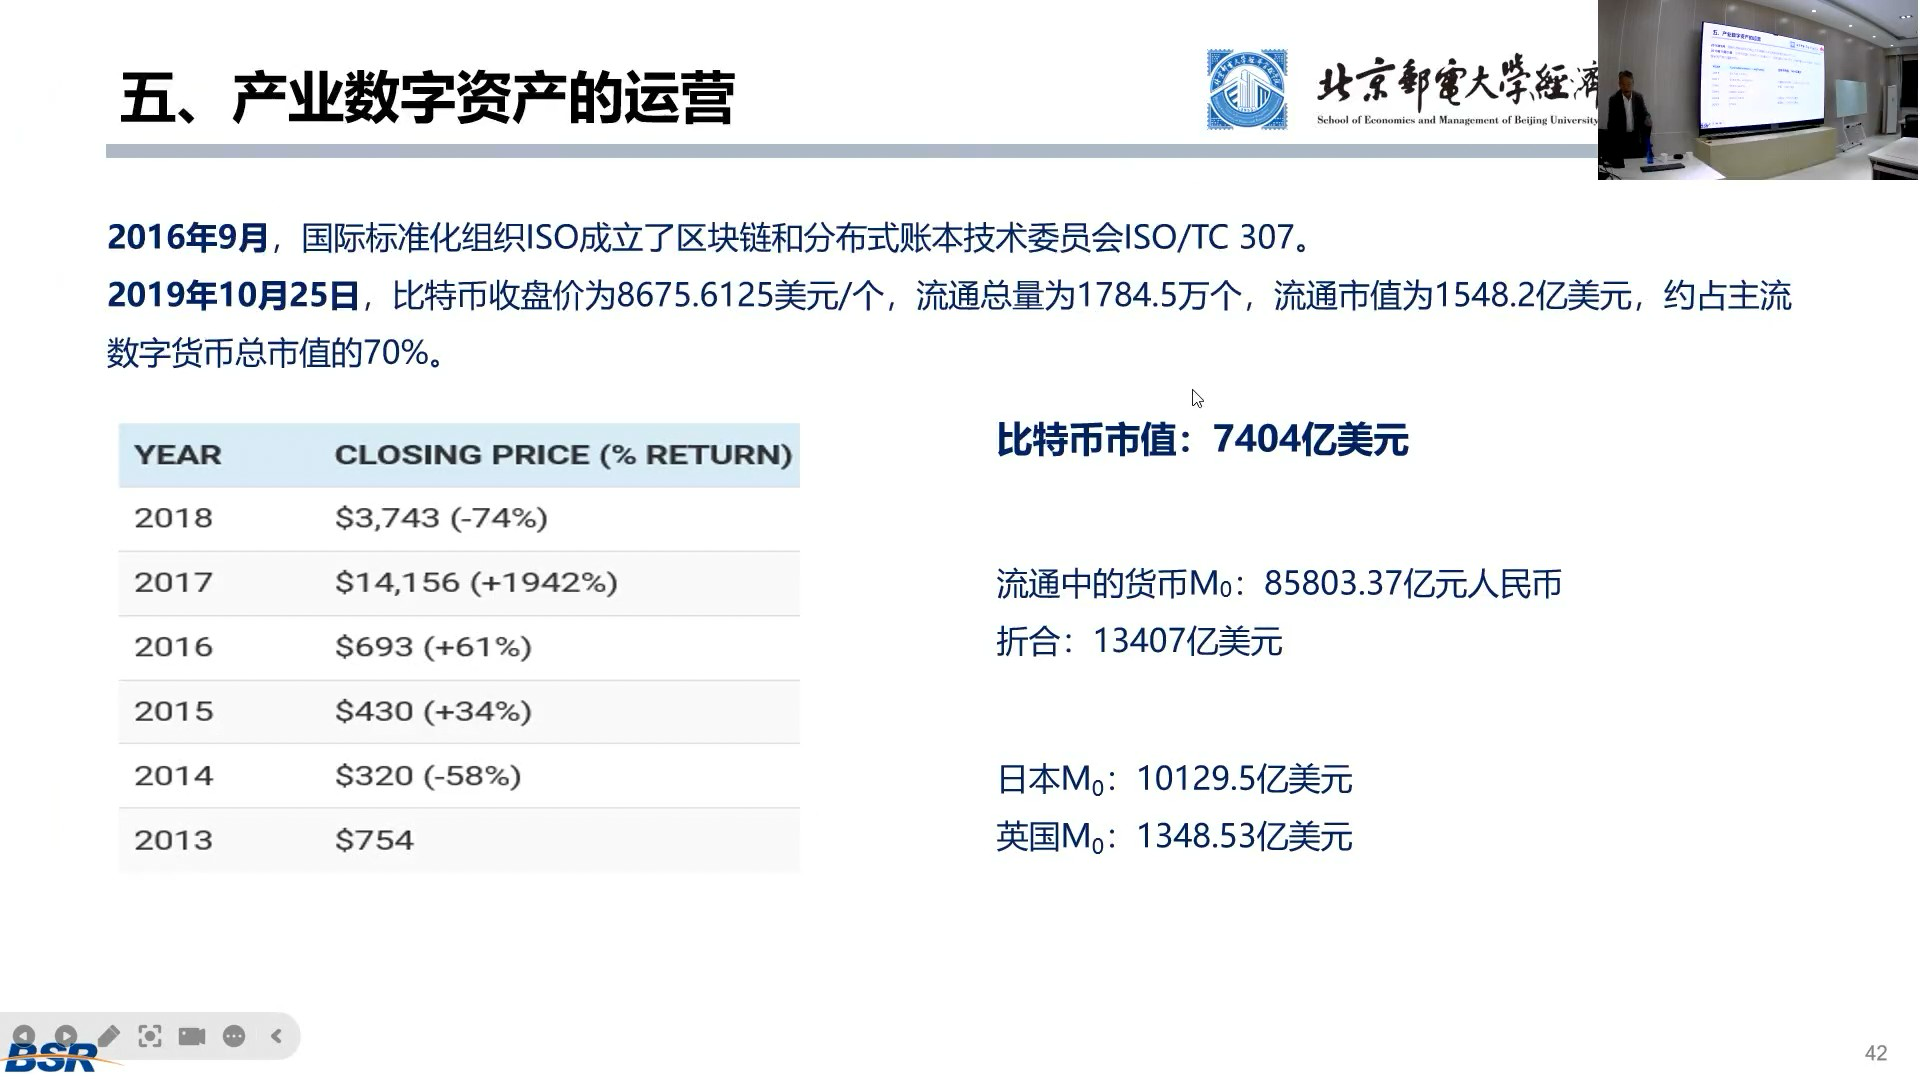 五、产业数字资产的运营
北京郵電大學經濟
School of Economics and Management of Beijing University
2016年9月，国际标准化组织ISO成立了区块链和分布式账本技术委员会ISO/TC 307。
2019年10月25日，比特币收盘价为8675.6125美元/个，流通总量为1784.5万个，流通市值为1548.2亿美元，约占主流
数字货币总市值的70%。
YEAR CLOSING PRICE (% RETURN)
2018 $3,743 (-74%)
2017 $14,156 (+1942%)
2016 $693 (+61%)
2015 $430 (+34%)
2014 $320 (-58%)
2013 $754
比特币市值：7404亿美元
流通中的货币M₀：85803.37亿元人民币
折合：13407亿美元
日本M₀：10129.5亿美元
英国M₀：1348.53亿美元
BSR
42